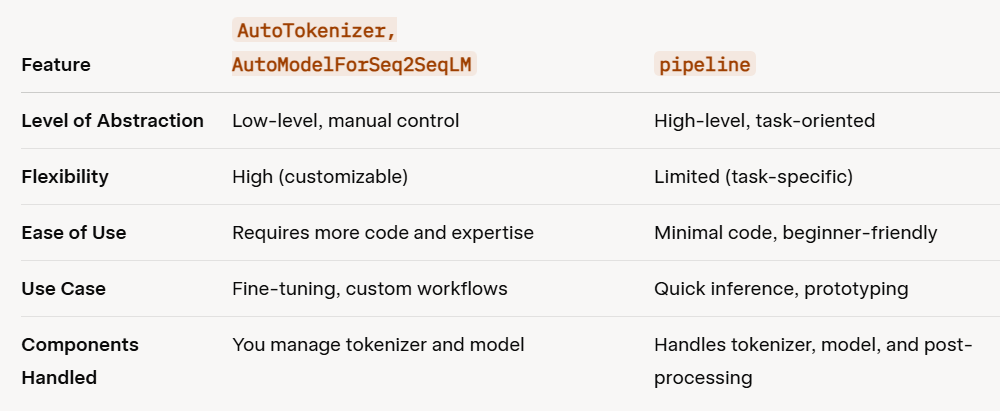 AutoTokenizer,
Feature AutoModelForSeq2SeqLM pipeline
Level of Abstraction Low-level, manual control High-level, task-oriented
Flexibility High (customizable) Limited (task-specific)
Ease of Use Requires more code and expertise Minimal code, beginner-friendly
Use Case Fine-tuning, custom workflows Quick inference, prototyping
Components You manage tokenizer and model Handles tokenizer, model, and post-
Handled processing